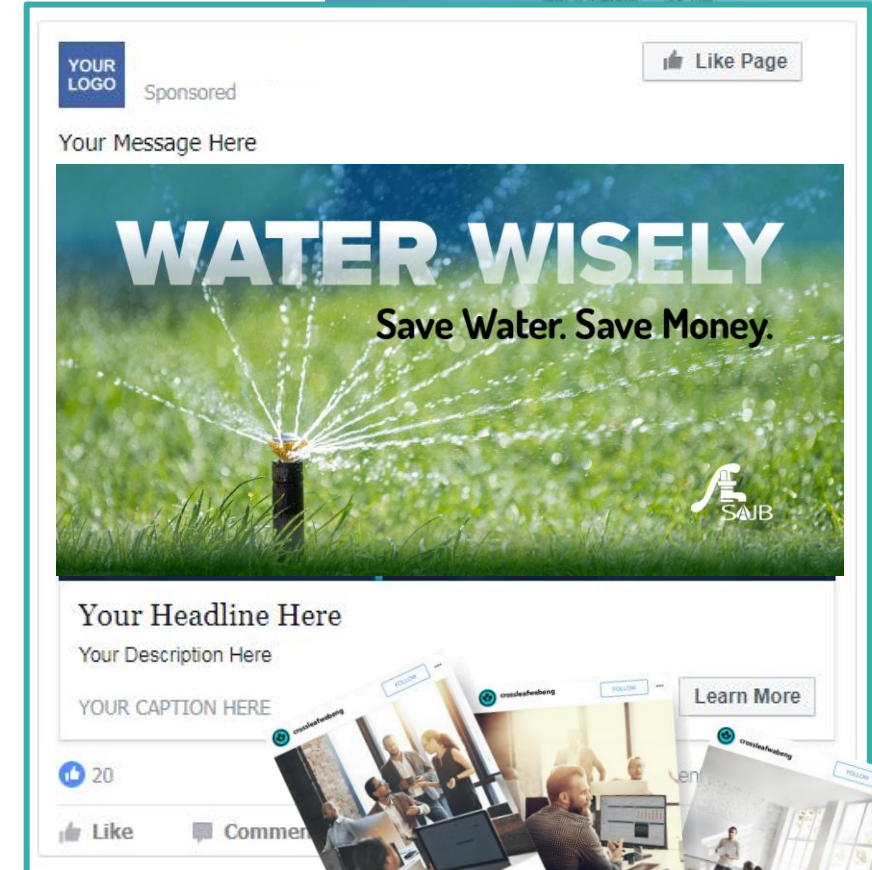 YOUR
LOGO
Sponsored
Like Page
Your Message Here
WATER WISELY
Save Water. Save Money.
SAJB
Your Headline Here
Your Description Here
YOUR CAPTION HERE
Learn More
crossleafwebeng
FOLLOW
crossleafwebeng
FOLLOW
crossleafwebeng
FOLLOW
20
Like